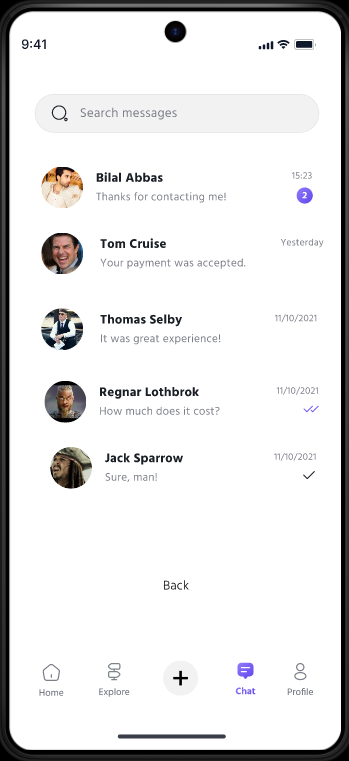 9:41
Search messages
Bilal Abbas 15:23
Thanks for contacting me! 2
Tom Cruise Yesterday
Your payment was accepted.
Thomas Selby 11/10/2021
It was great experience!
Regnar Lothbrok 11/10/2021
How much does it cost?
Jack Sparrow 11/10/2021
Sure, man!
Back
Home Explore Chat Profile